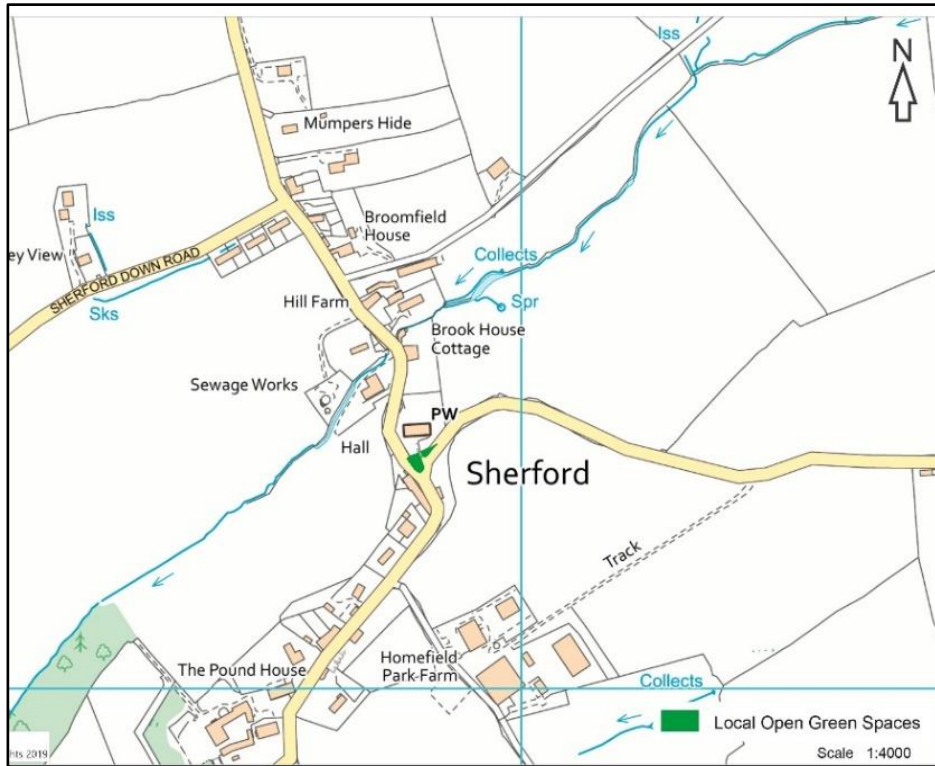 Iss
N
Mumpers Hide
Iss
Broomfield
House
ey View
SHERFORD DOWN ROAD
Collects
Sks
Hill Farm
Spr
Brook House
Cottage
Sewage Works
PW
Hall
Sherford
Track
The Pound House
Homefield
Park Farm
Collects
Local Open Green Spaces
hts 2019
Scale 1:4000